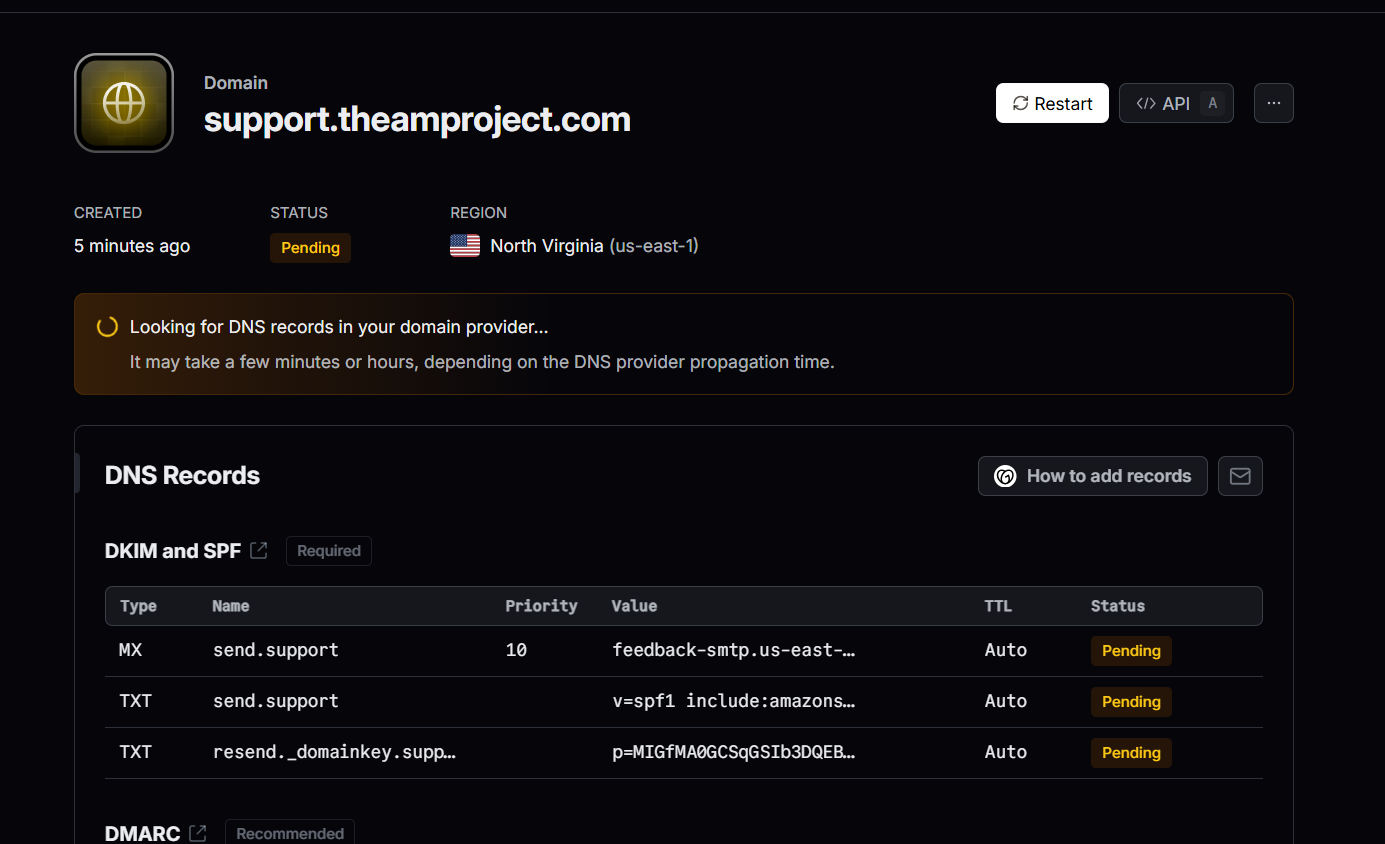 Domain
support.theamproject.com
Restart
</> API A
CREATED
STATUS
REGION
5 minutes ago
Pending
North Virginia (us-east-1)
Looking for DNS records in your domain provider...
It may take a few minutes or hours, depending on the DNS provider propagation time.
DNS Records
How to add records
DKIM and SPF Required
Type Name Priority Value TTL Status
MX send.support 10 feedback-smtp.us-east-… Auto Pending
TXT send.support v=spf1 include:amazons… Auto Pending
TXT resend._domainkey.supp… p=MIGfMA0GCSqGSIb3DQEB… Auto Pending
DMARC Recommended